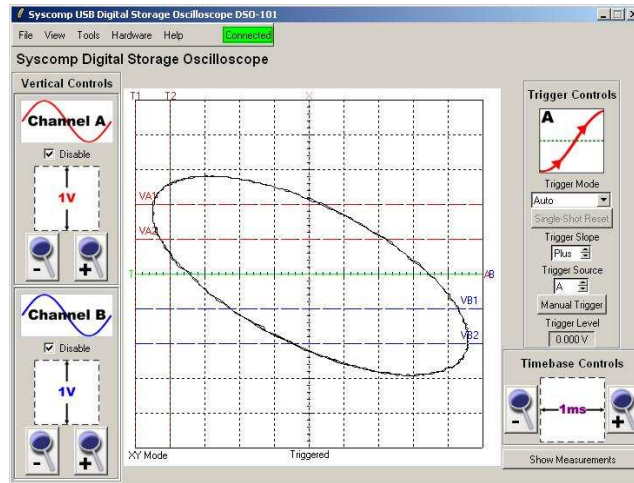 Syscomp USB Digital Storage Oscilloscope DSO-101
File View Tools Hardware Help Connected
Syscomp Digital Storage Oscilloscope
Vertical Controls
Channel A
Disable
1V
- +
Channel B
Disable
1V
- +
T1 T2 X
VA1
VA2
T AB
VB1
VB2
XY Mode Triggered
Trigger Controls
A
Trigger Mode
Auto
Single-Shot Reset
Trigger Slope
Plus
Trigger Source
A
Manual Trigger
Trigger Level
0.000 V
Timebase Controls
- 1ms +
Show Measurements